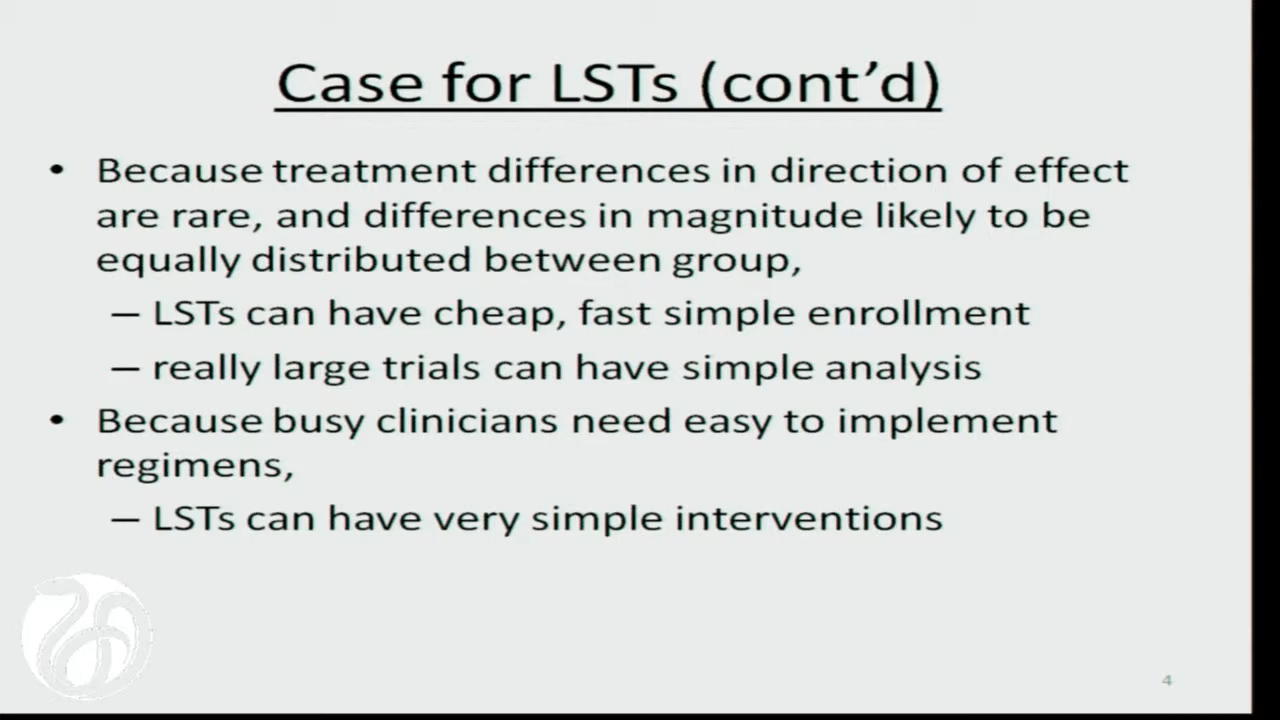 Case for LSTs (cont’d)
• Because treatment differences in direction of effect
are rare, and differences in magnitude likely to be
equally distributed between group,
– LSTs can have cheap, fast simple enrollment
– really large trials can have simple analysis
• Because busy clinicians need easy to implement
regimens,
– LSTs can have very simple interventions
4